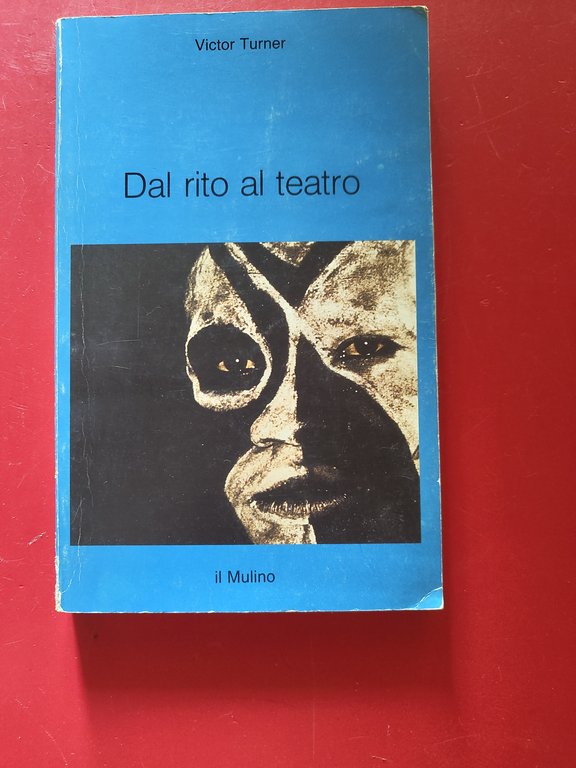 Victor Turner
Dal rito al teatro
il Mulino